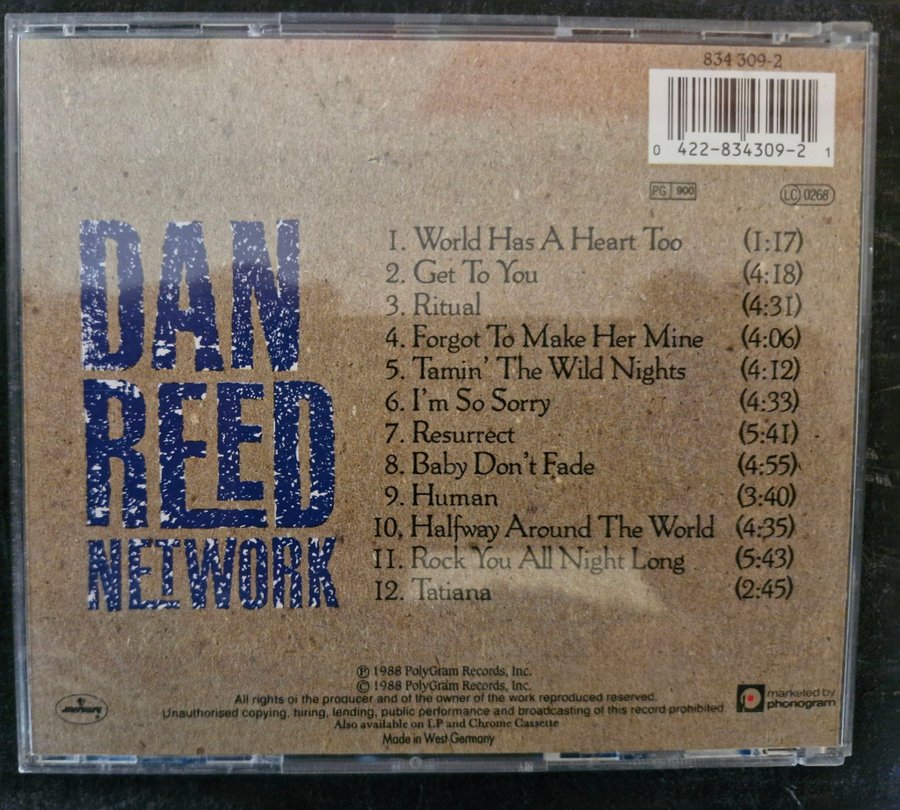 834 309-2
0 422-834309-2 1
PG 900
LC 0268
DAN
REED
NETWORK
1. World Has A Heart Too (1:17)
2. Get To You (4:18)
3. Ritual (4:31)
4. Forgot To Make Her Mine (4:06)
5. Tamin' The Wild Nights (4:12)
6. I'm So Sorry (4:33)
7. Resurrect (5:41)
8. Baby Don't Fade (4:55)
9. Human (3:40)
10, Halfway Around The World (4:35)
11. Rock You All Night Long (5:43)
12. Tatiana (2:45)
℗ 1988 PolyGram Records, Inc.
© 1988 PolyGram Records, Inc.
All rights of the producer and of the owner of the work reproduced reserved.
Unauthorised copying, hiring, lending, public performance and broadcasting of this record prohibited.
Also available on LP and Chrome Cassette
Made in West Germany
mercury
marketed by
phonogram